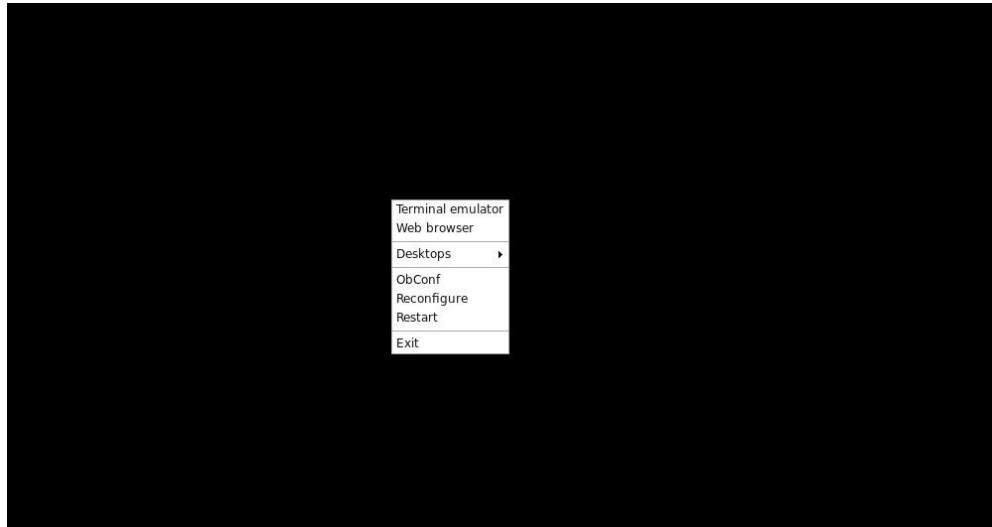 Terminal emulator
Web browser
Desktops
ObConf
Reconfigure
Restart
Exit